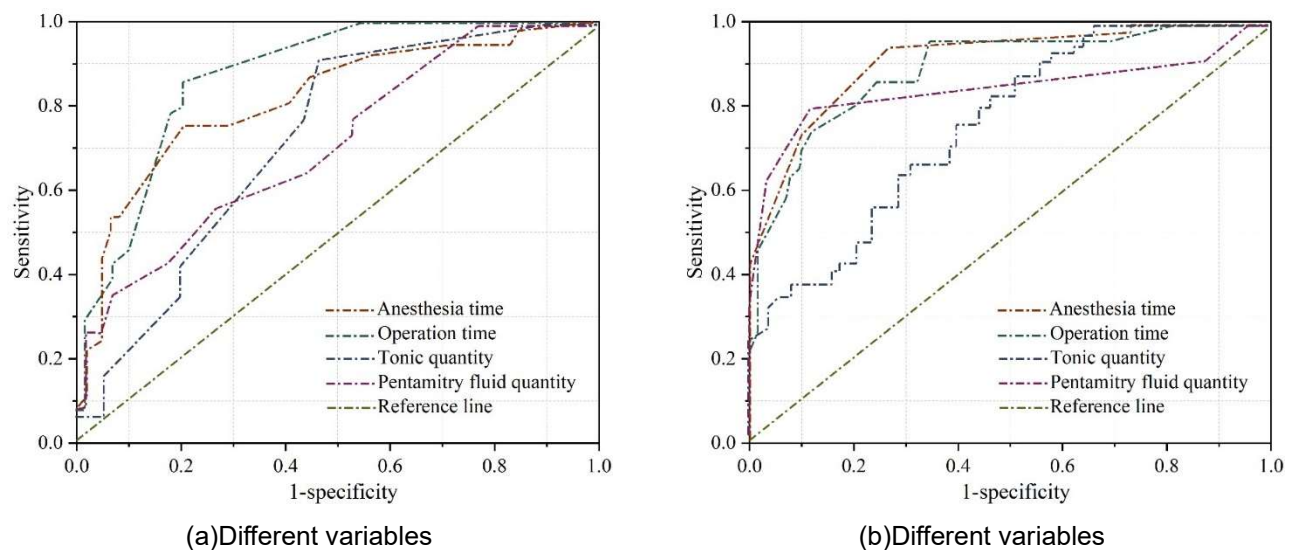 1.0
0.8
0.6
0.4
0.2
0.0
Sensitivity
Anesthesia time
Operation time
Tonic quantity
Pentamitry fluid quantity
Reference line
0.0 0.2 0.4 0.6 0.8 1.0
1-specificity
(a)Different variables
1.0
0.8
0.6
0.4
0.2
0.0
Sensitivity
Anesthesia time
Operation time
Tonic quantity
Pentamitry fluid quantity
Reference line
0.0 0.2 0.4 0.6 0.8 1.0
1-specificity
(b)Different variables